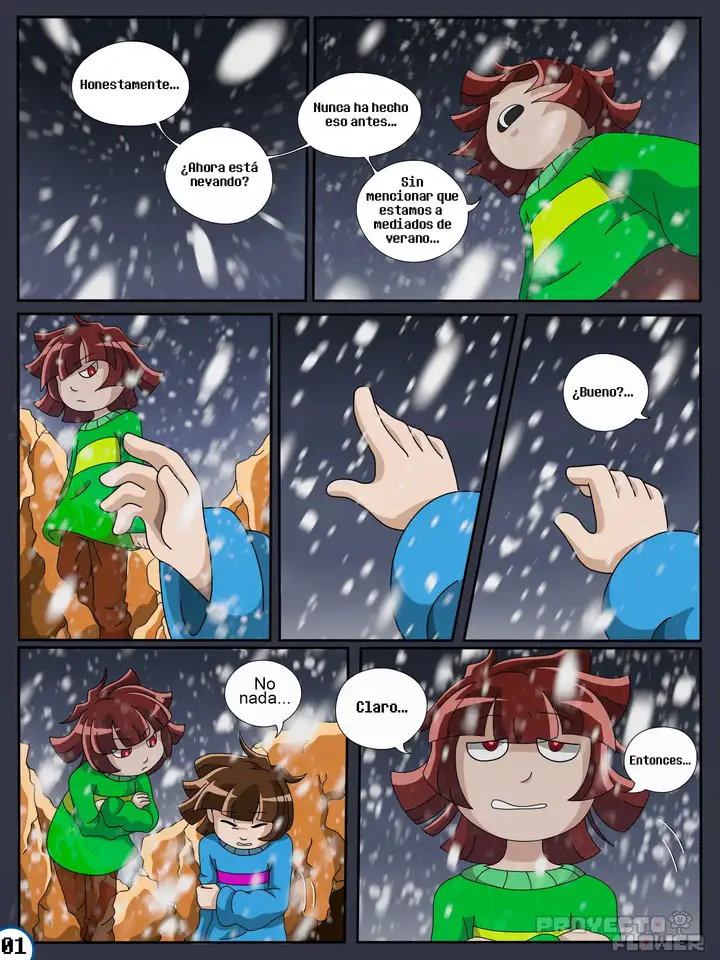 Honestamente...
¿Ahora está
nevando?
Nunca ha hecho
eso antes...
Sin
mencionar que
estamos a
mediados de
verano...
¿Bueno?...
No
nada...
Claro...
Entonces...
PROYECTO
FLOWER
01